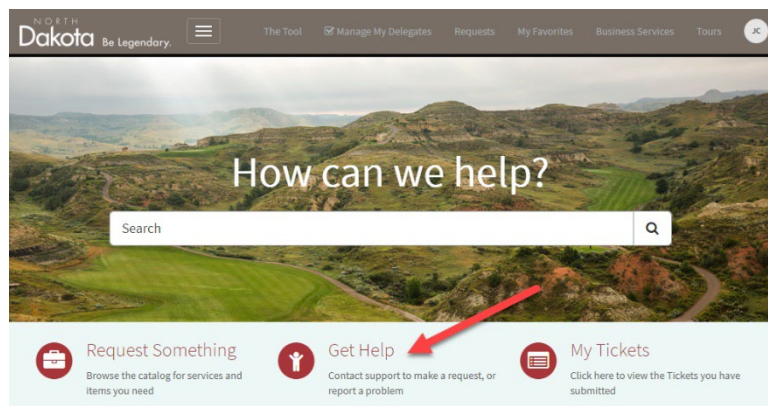 NORTH
Dakota Be Legendary.
The Tool Manage My Delegates Requests My Favorites Business Services Tours JC
How can we help?
Search
Request Something
Browse the catalog for services and
items you need
Get Help
Contact support to make a request, or
report a problem
My Tickets
Click here to view the Tickets you have
submitted